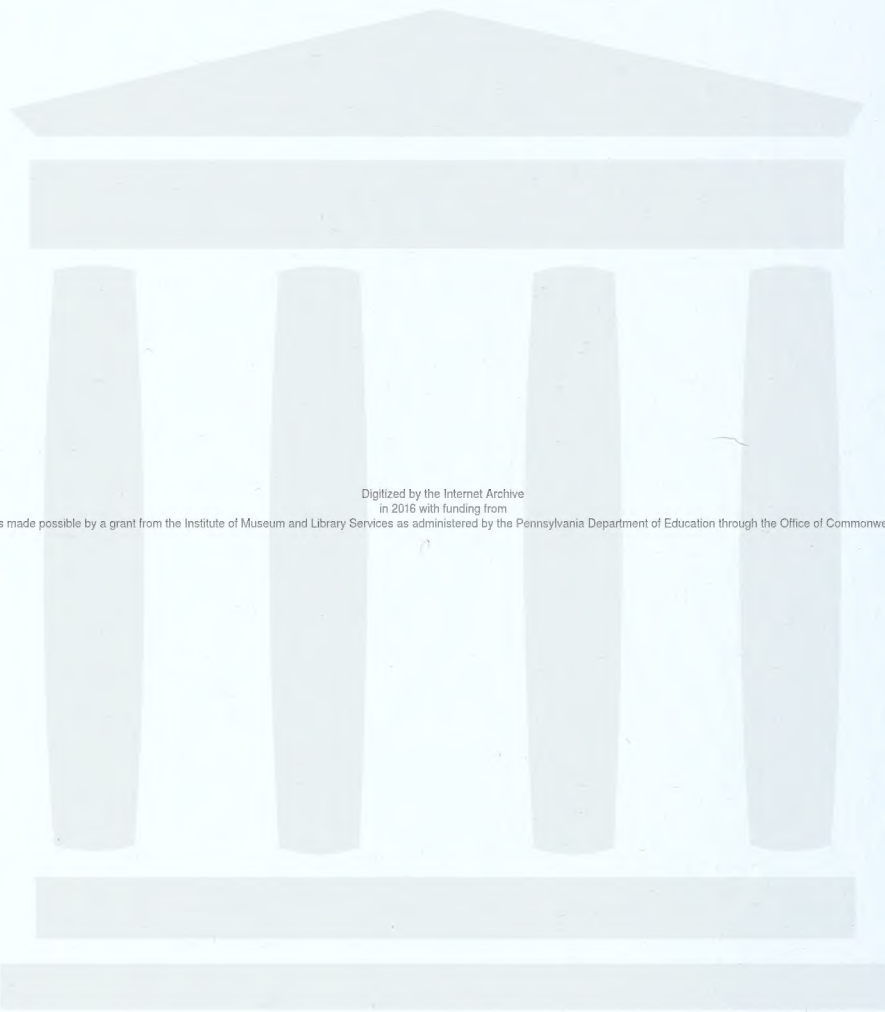 Digitized by the Internet Archive
in 2016 with funding from
made possible by a grant from the Institute of Museum and Library Services as administered by the Pennsylvania Department of Education through the Office of